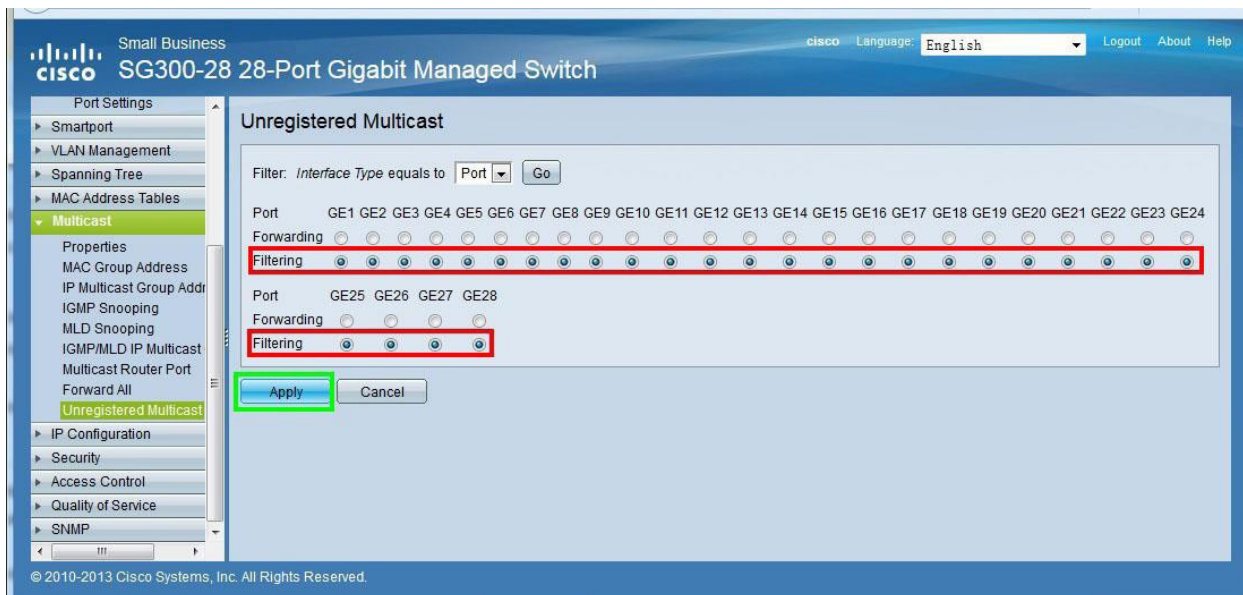 Small Business
cisco Language: English Logout About Help
CISCO SG300-28 28-Port Gigabit Managed Switch
Port Settings
Smartport
VLAN Management
Spanning Tree
MAC Address Tables
Multicast
Properties
MAC Group Address
IP Multicast Group Addr
IGMP Snooping
MLD Snooping
IGMP/MLD IP Multicast
Multicast Router Port
Forward All
Unregistered Multicast
IP Configuration
Security
Access Control
Quality of Service
SNMP
Unregistered Multicast
Filter: Interface Type equals to Port Go
Port GE1 GE2 GE3 GE4 GE5 GE6 GE7 GE8 GE9 GE10 GE11 GE12 GE13 GE14 GE15 GE16 GE17 GE18 GE19 GE20 GE21 GE22 GE23 GE24
Forwarding
Filtering
Port GE25 GE26 GE27 GE28
Forwarding
Filtering
Apply Cancel
© 2010-2013 Cisco Systems, Inc. All Rights Reserved.